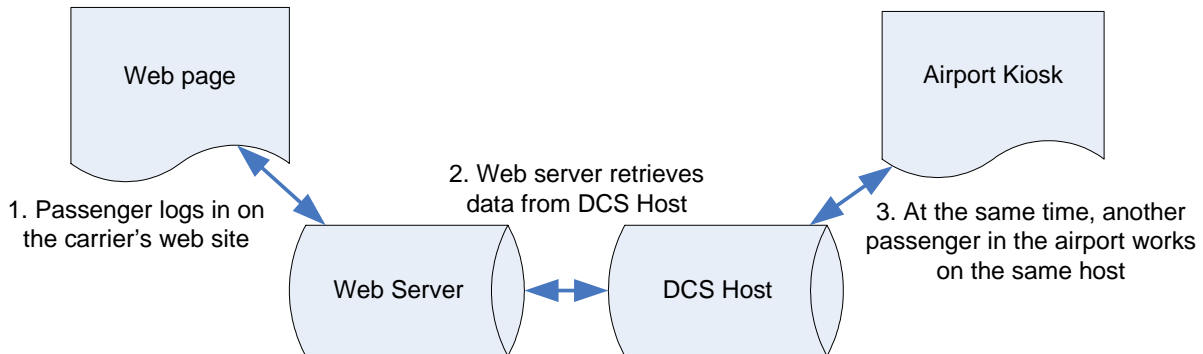 Web page
Airport Kiosk
1. Passenger logs in on
the carrier's web site
2. Web server retrieves
data from DCS Host
3. At the same time, another
passenger in the airport works
on the same host
Web Server
DCS Host